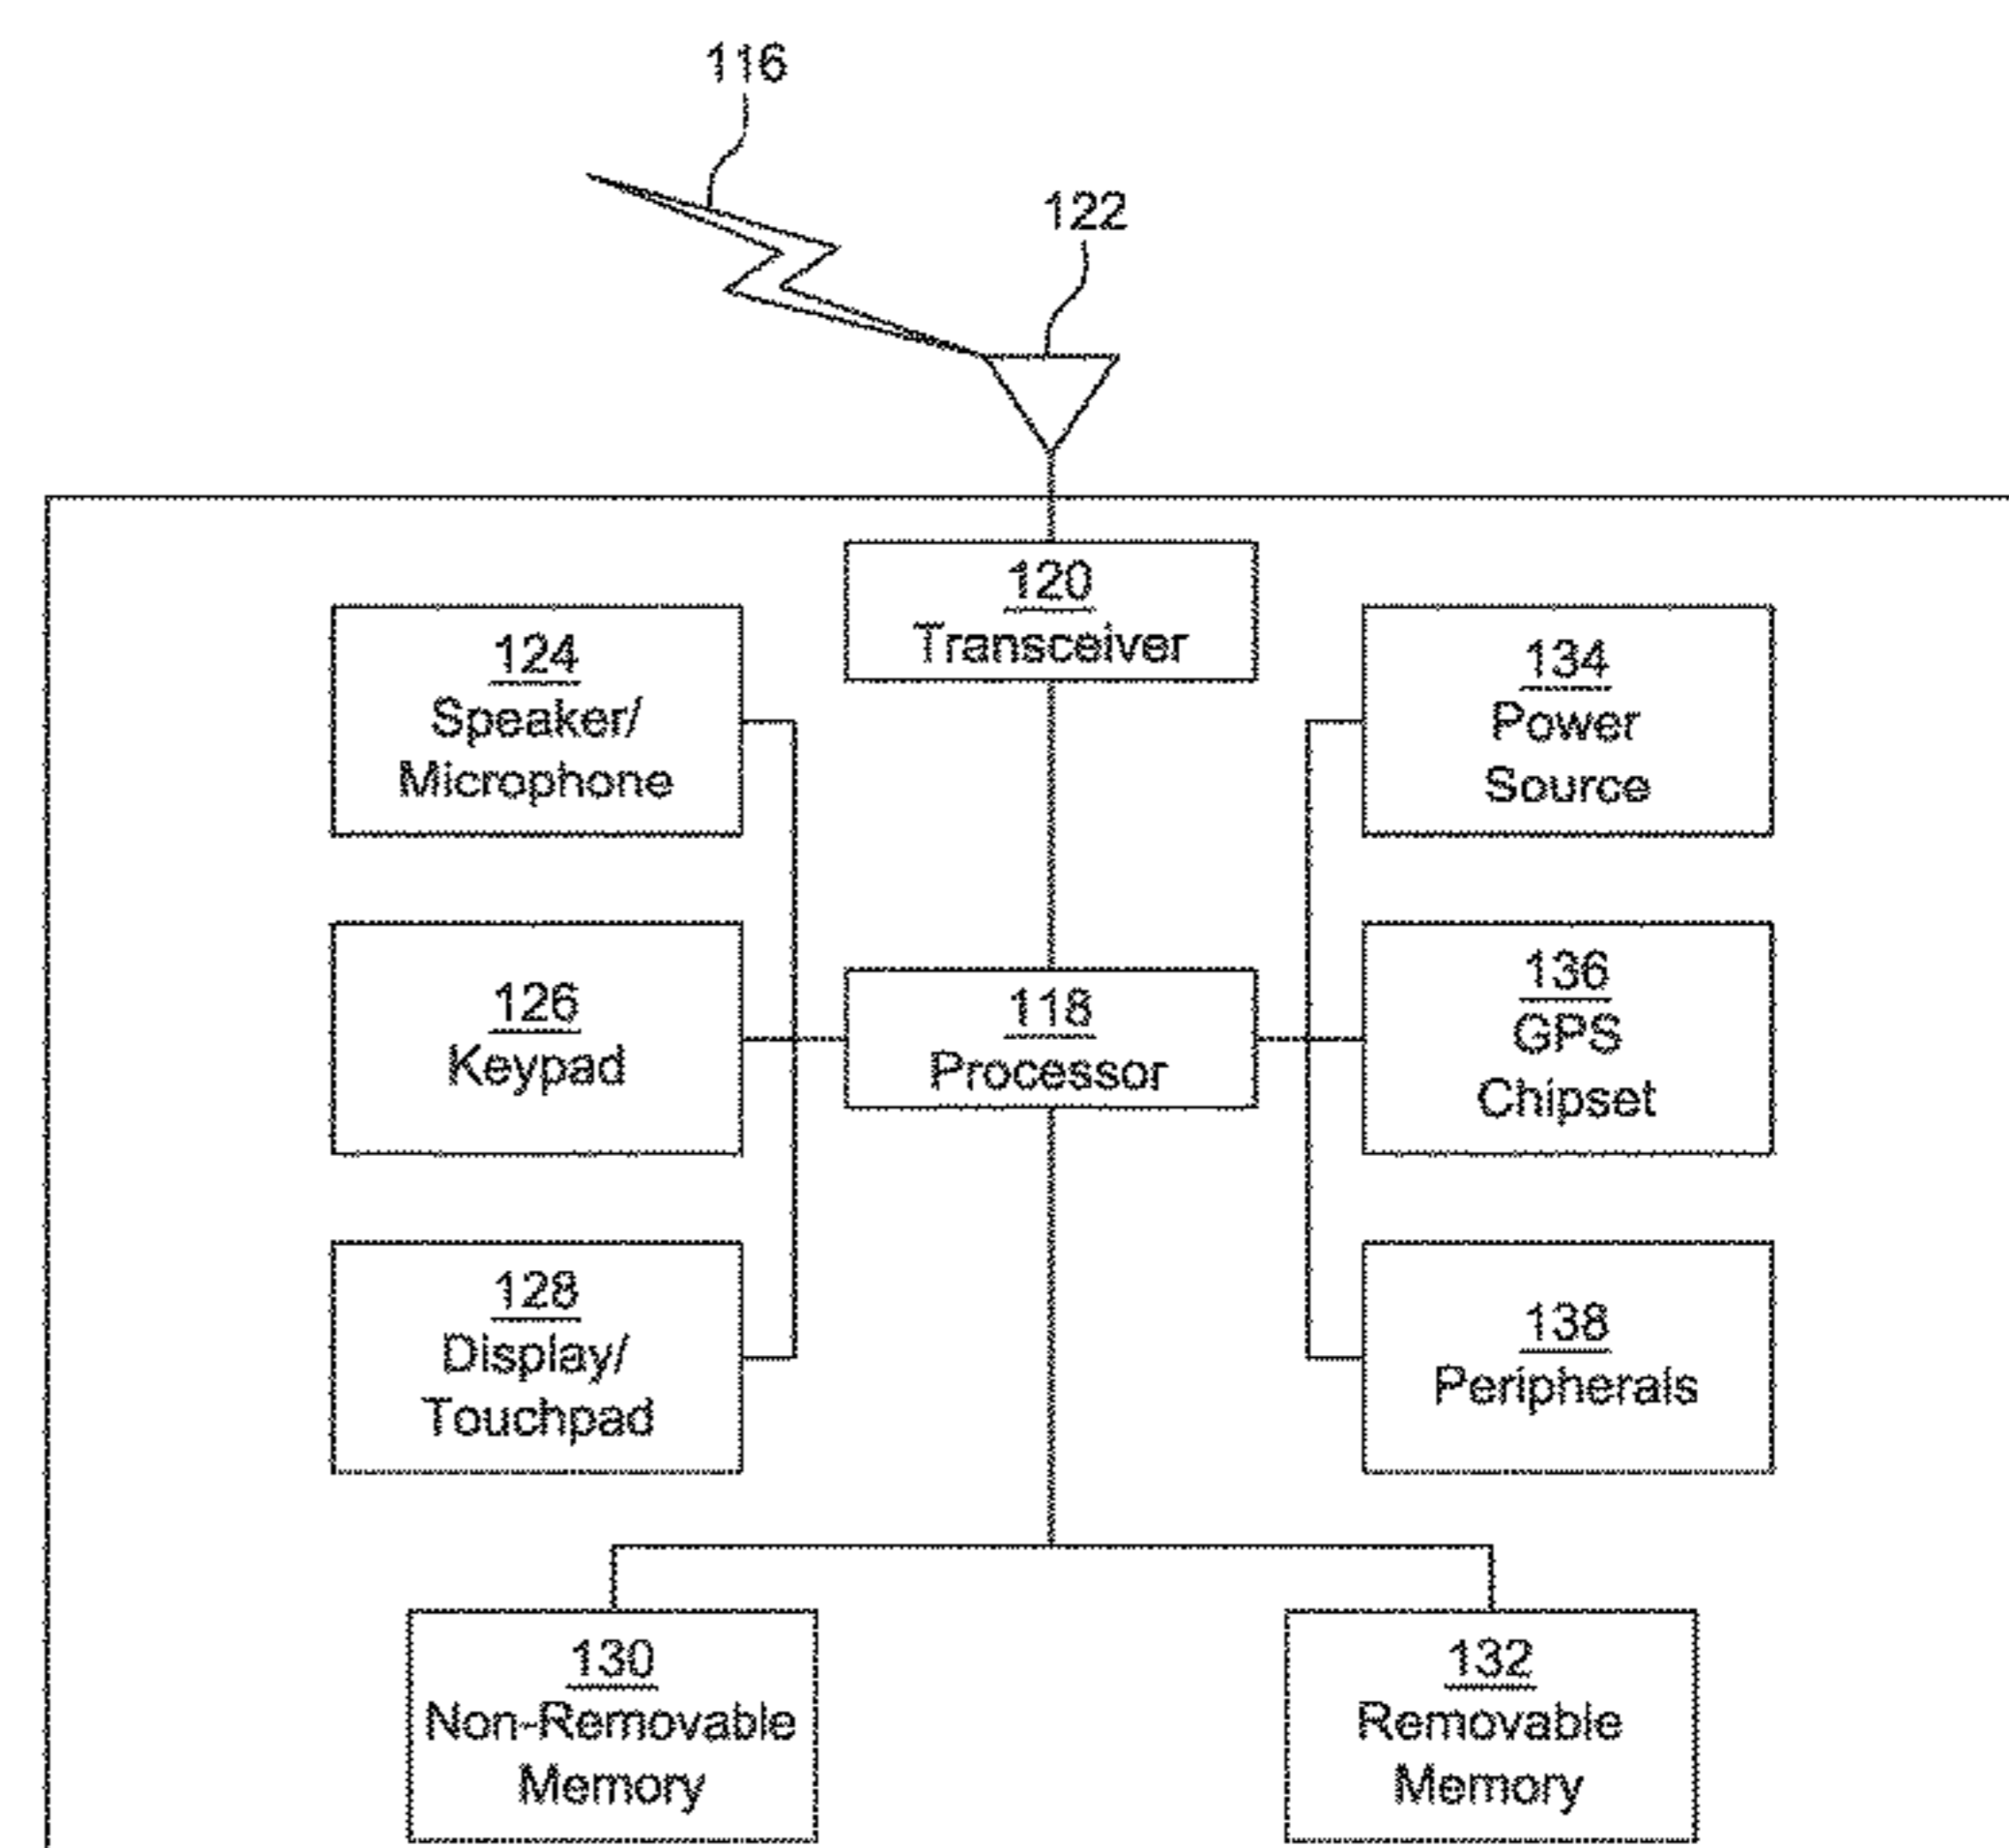 116
122
120
Transceiver
124
Speaker/
Microphone
134
Power
Source
126
Keypad
118
Processor
136
GPS
Chipset
128
Display/
Touchpad
138
Peripherals
130
Non-Removable
Memory
132
Removable
Memory